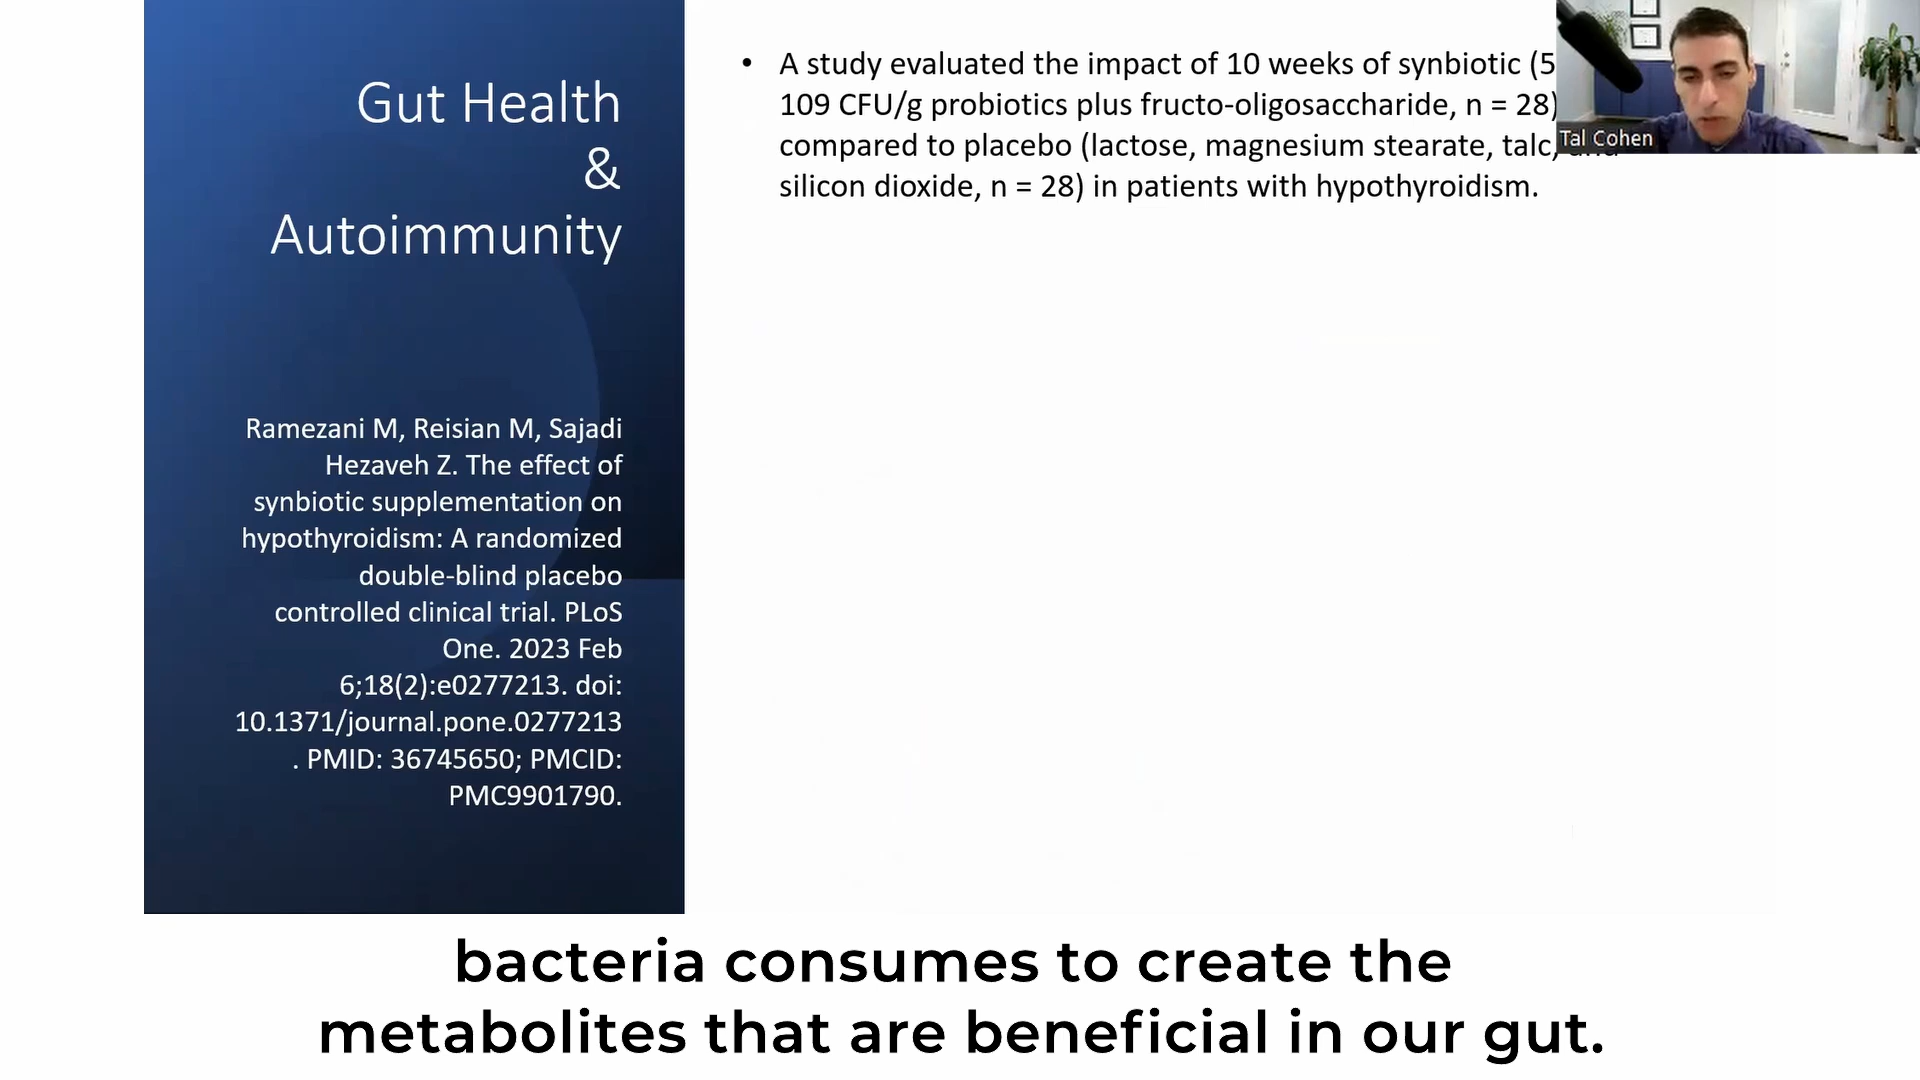 Gut Health
&
Autoimmunity
Ramezani M, Reisian M, Sajadi
Hezaveh Z. The effect of
synbiotic supplementation on
hypothyroidism: A randomized
double-blind placebo
controlled clinical trial. PLoS
One. 2023 Feb
6;18(2):e0277213. doi:
10.1371/journal.pone.0277213
. PMID: 36745650; PMCID:
PMC9901790.
• A study evaluated the impact of 10 weeks of synbiotic (5
109 CFU/g probiotics plus fructo-oligosaccharide, n = 28)
compared to placebo (lactose, magnesium stearate, talc,
silicon dioxide, n = 28) in patients with hypothyroidism.
Tal Cohen
bacteria consumes to create the
metabolites that are beneficial in our gut.